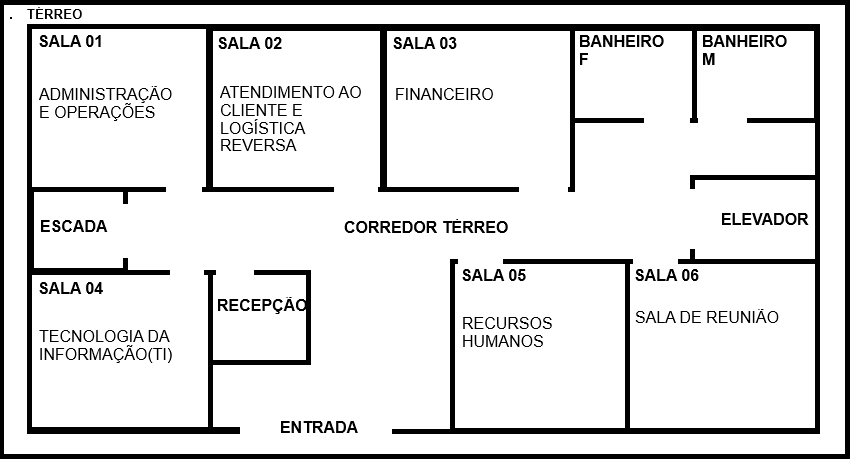 . TÉRREO
SALA 01
ADMINISTRAÇÃO
E OPERAÇÕES
SALA 02
ATENDIMENTO AO
CLIENTE E
LOGÍSTICA
REVERSA
SALA 03
FINANCEIRO
BANHEIRO
F
BANHEIRO
M
ESCADA
CORREDOR TÉRREO
ELEVADOR
SALA 04
TECNOLOGIA DA
INFORMAÇÃO(TI)
RECEPÇÃO
SALA 05
RECURSOS
HUMANOS
SALA 06
SALA DE REUNIÃO
ENTRADA